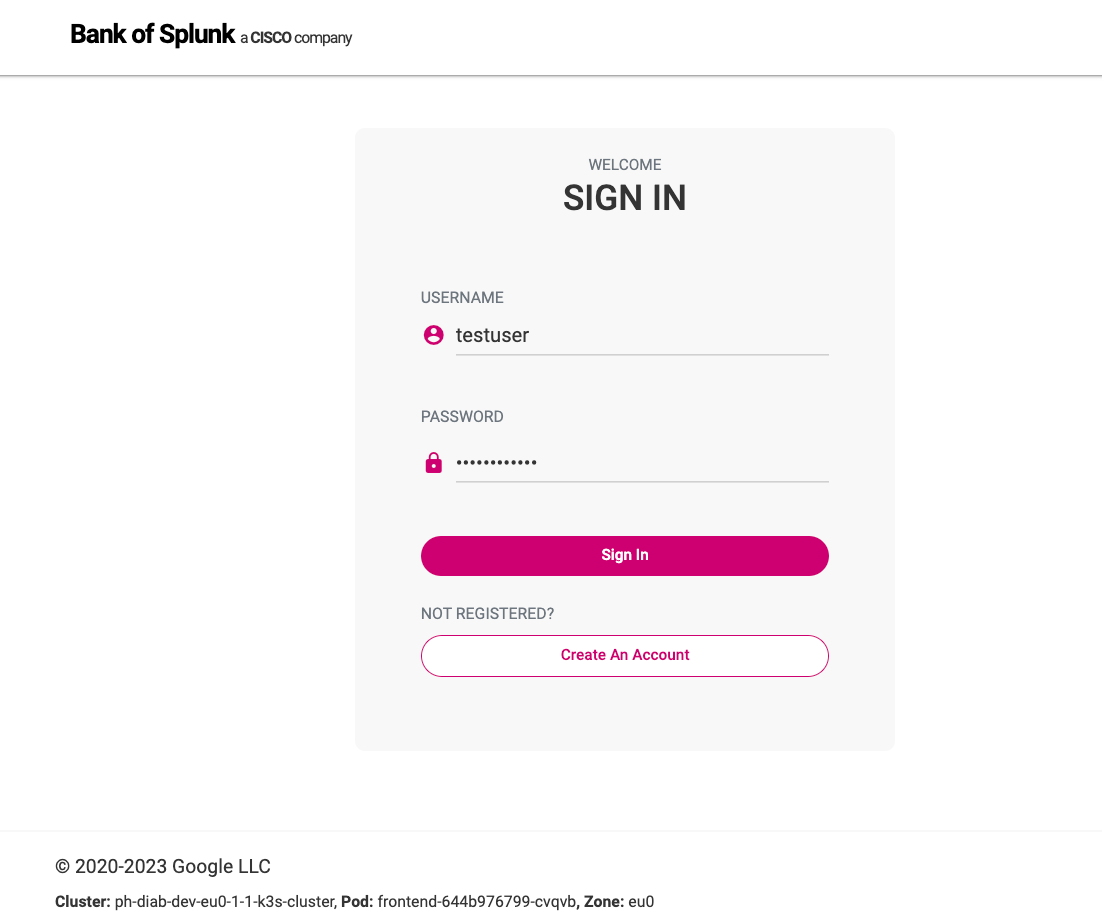 Bank of Splunk a CISCO company
WELCOME
SIGN IN
USERNAME
testuser
PASSWORD
••••••••••••
Sign In
NOT REGISTERED?
Create An Account
© 2020-2023 Google LLC
Cluster: ph-diab-dev-eu0-1-1-k3s-cluster, Pod: frontend-644b976799-cvqvb, Zone: eu0